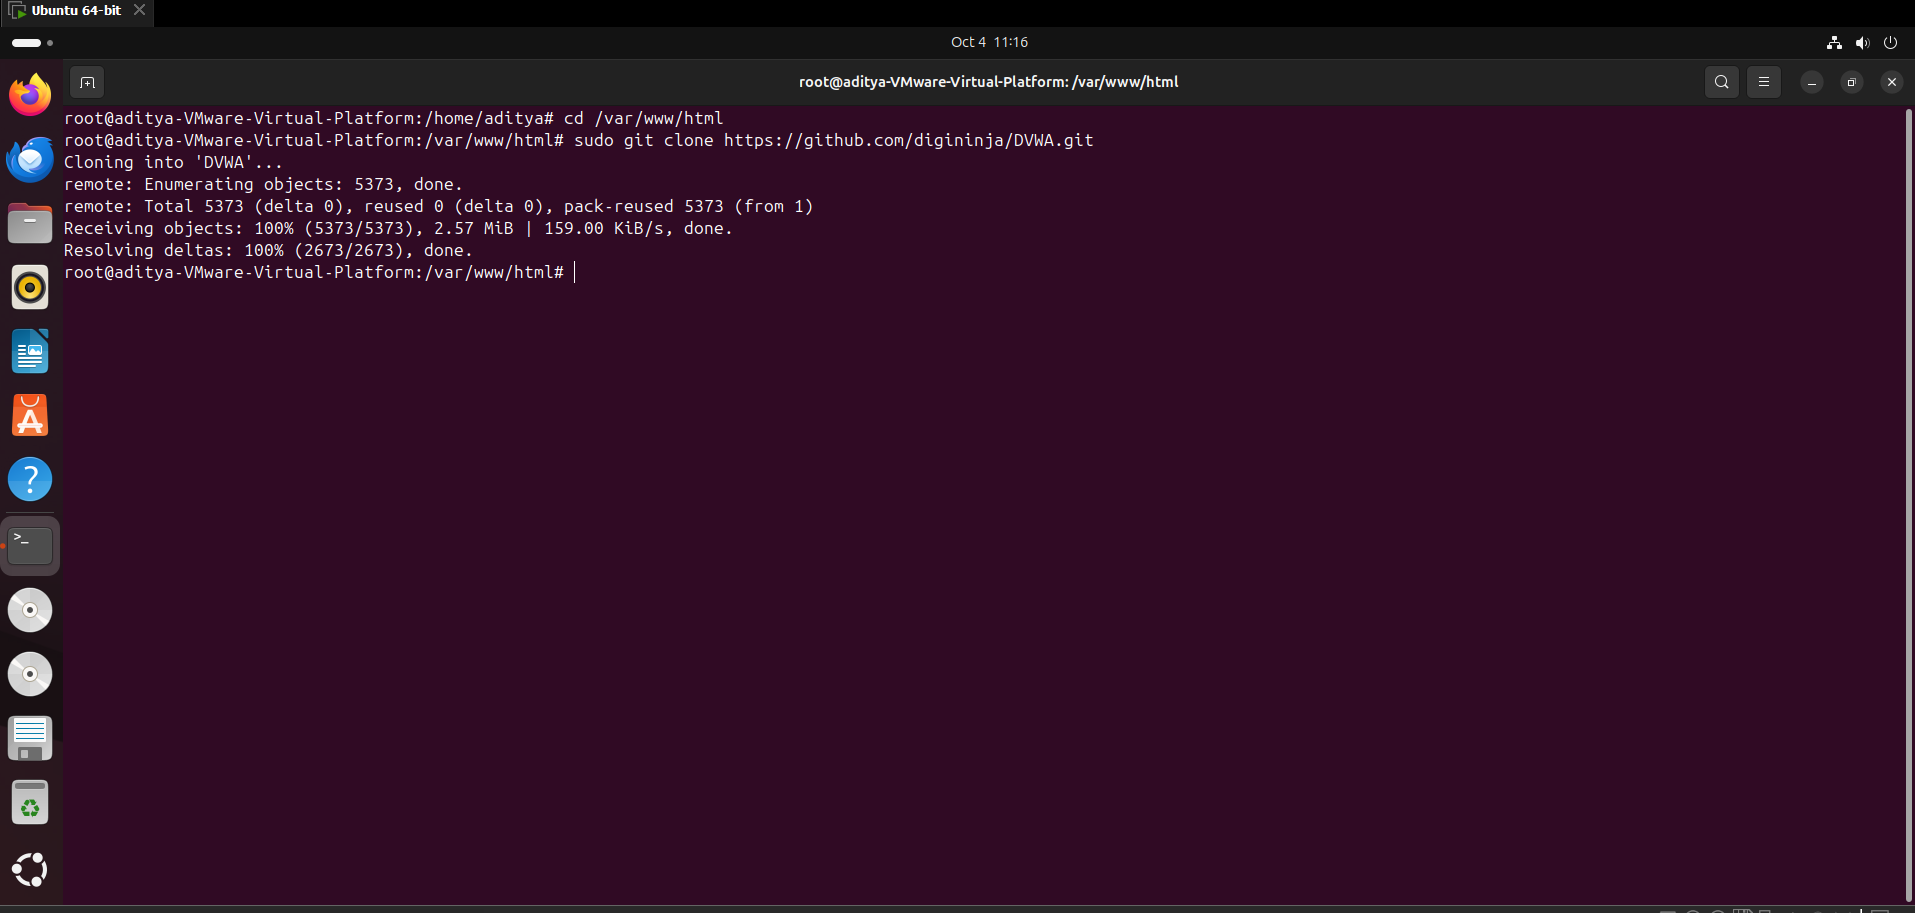 Ubuntu 64-bit
Oct 4 11:16
root@aditya-VMware-Virtual-Platform: /var/www/html
root@aditya-VMware-Virtual-Platform:/home/aditya# cd /var/www/html
root@aditya-VMware-Virtual-Platform:/var/www/html# sudo git clone https://github.com/digininja/DVWA.git
Cloning into 'DVWA'...
remote: Enumerating objects: 5373, done.
remote: Total 5373 (delta 0), reused 0 (delta 0), pack-reused 5373 (from 1)
Receiving objects: 100% (5373/5373), 2.57 MiB | 159.00 KiB/s, done.
Resolving deltas: 100% (2673/2673), done.
root@aditya-VMware-Virtual-Platform:/var/www/html#